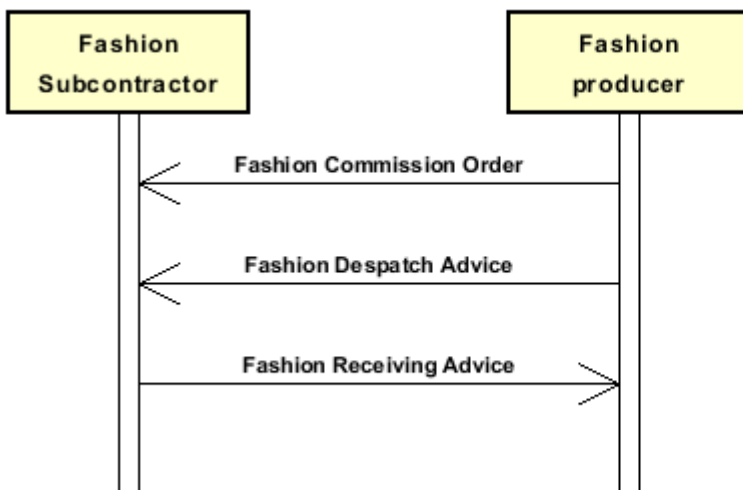 Fashion
Subcontractor
Fashion
producer
Fashion Commission Order
Fashion Despatch Advice
Fashion Receiving Advice